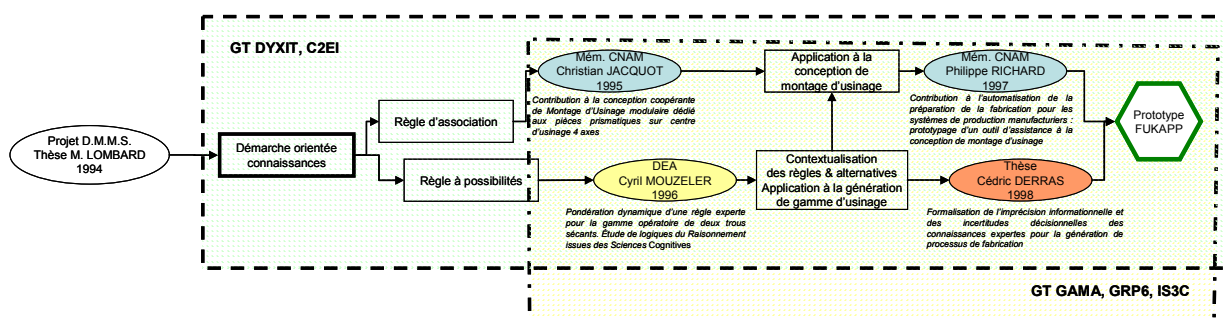 GT DYXIT, C2EI
Projet D.M.M.S.
Thèse M. LOMBARD
1994
Démarche orientée
connaissances
Règle d'association
Règle à possibilités
Mém. CNAM
Christian JACQUOT
1995
Contribution à la conception coopérante
de Montage d'Usinage modulaire dédié
aux pièces prismatiques sur centre
d'usinage 4 axes
Application à la
conception de
montage d'usinage
Mém. CNAM
Philippe RICHARD
1997
Contribution à l'automatisation de la
préparation de la fabrication pour les
systèmes de production manufacturiers :
prototypage d'un outil d'assistance à la
conception de montage d'usinage
Prototype
FUKAPP
DEA
Cyril MOUZELER
1996
Pondération dynamique d'une règle experte
pour la gamme opératoire de deux trous
sécants. Étude de logiques du Raisonnement
issues des Sciences Cognitives
Contextualisation
des règles & alternatives
Application à la génération
de gamme d'usinage
Thèse
Cédric DERRAS
1998
Formalisation de l'imprécision informationnelle et
des incertitudes décisionnelles des
connaissances expertes pour la génération de
processus de fabrication
GT GAMA, GRP6, IS3C